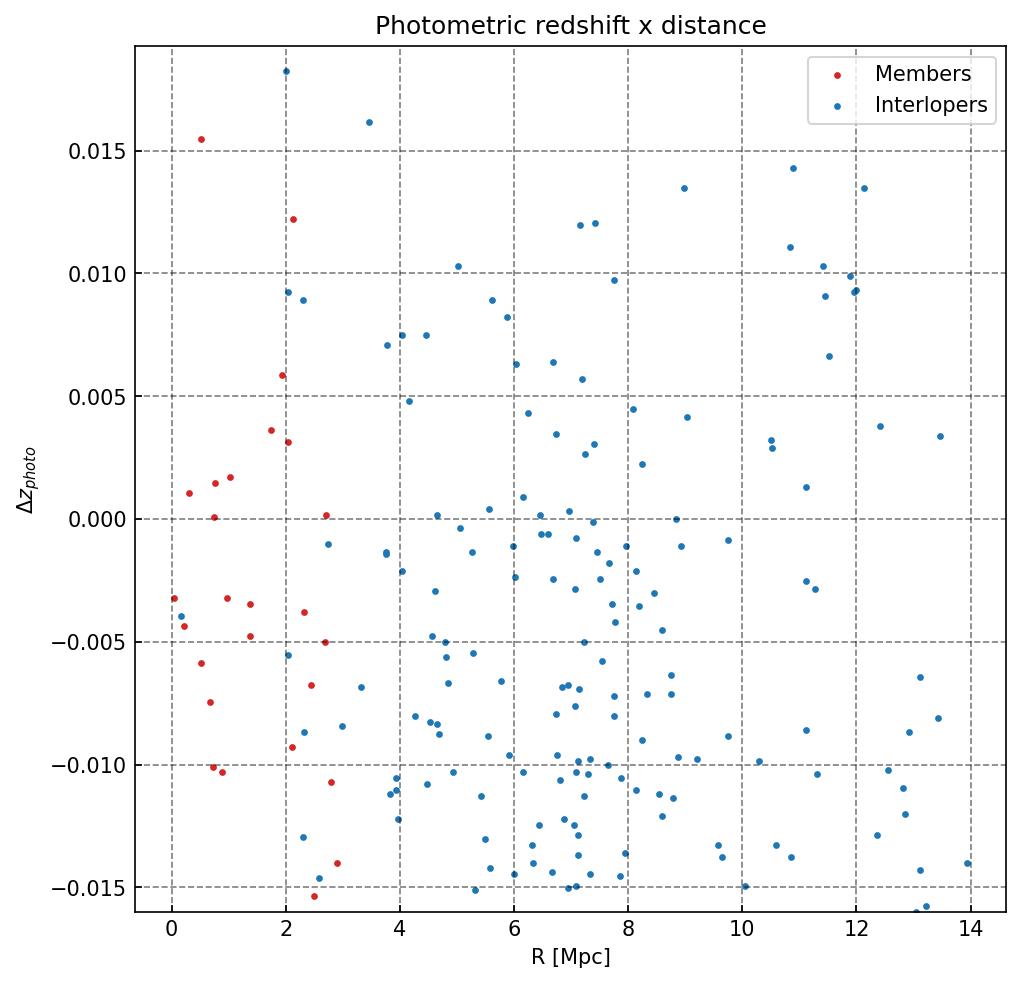 Photometric redshift x distance
Members
Interlopers
0.015
0.010
0.005
0.000
−0.005
−0.010
−0.015
Δz_photo
0 2 4 6 8 10 12 14
R [Mpc]